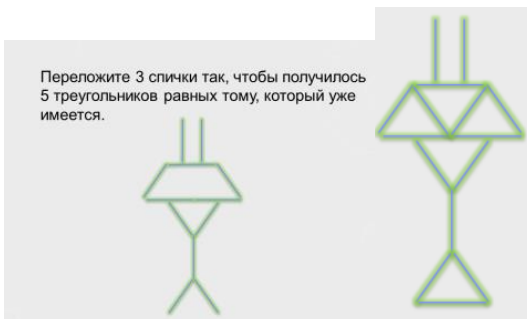 Переложите 3 спички так, чтобы получилось
5 треугольников равных тому, который уже
имеется.